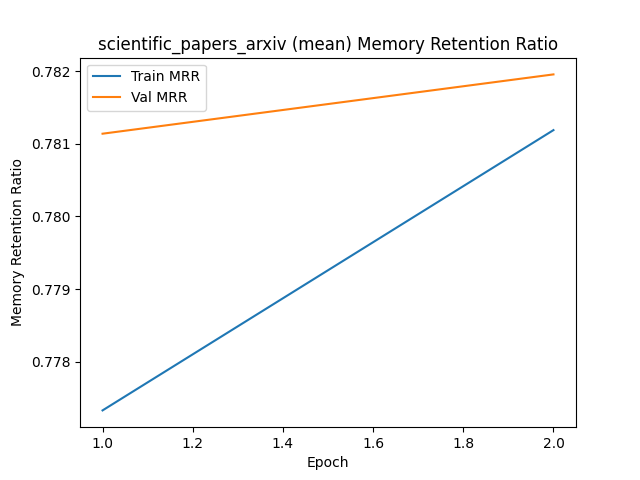 scientific_papers_arxiv (mean) Memory Retention Ratio
Train MRR
Val MRR
Memory Retention Ratio
0.782
0.781
0.780
0.779
0.778
1.0 1.2 1.4 1.6 1.8 2.0
Epoch